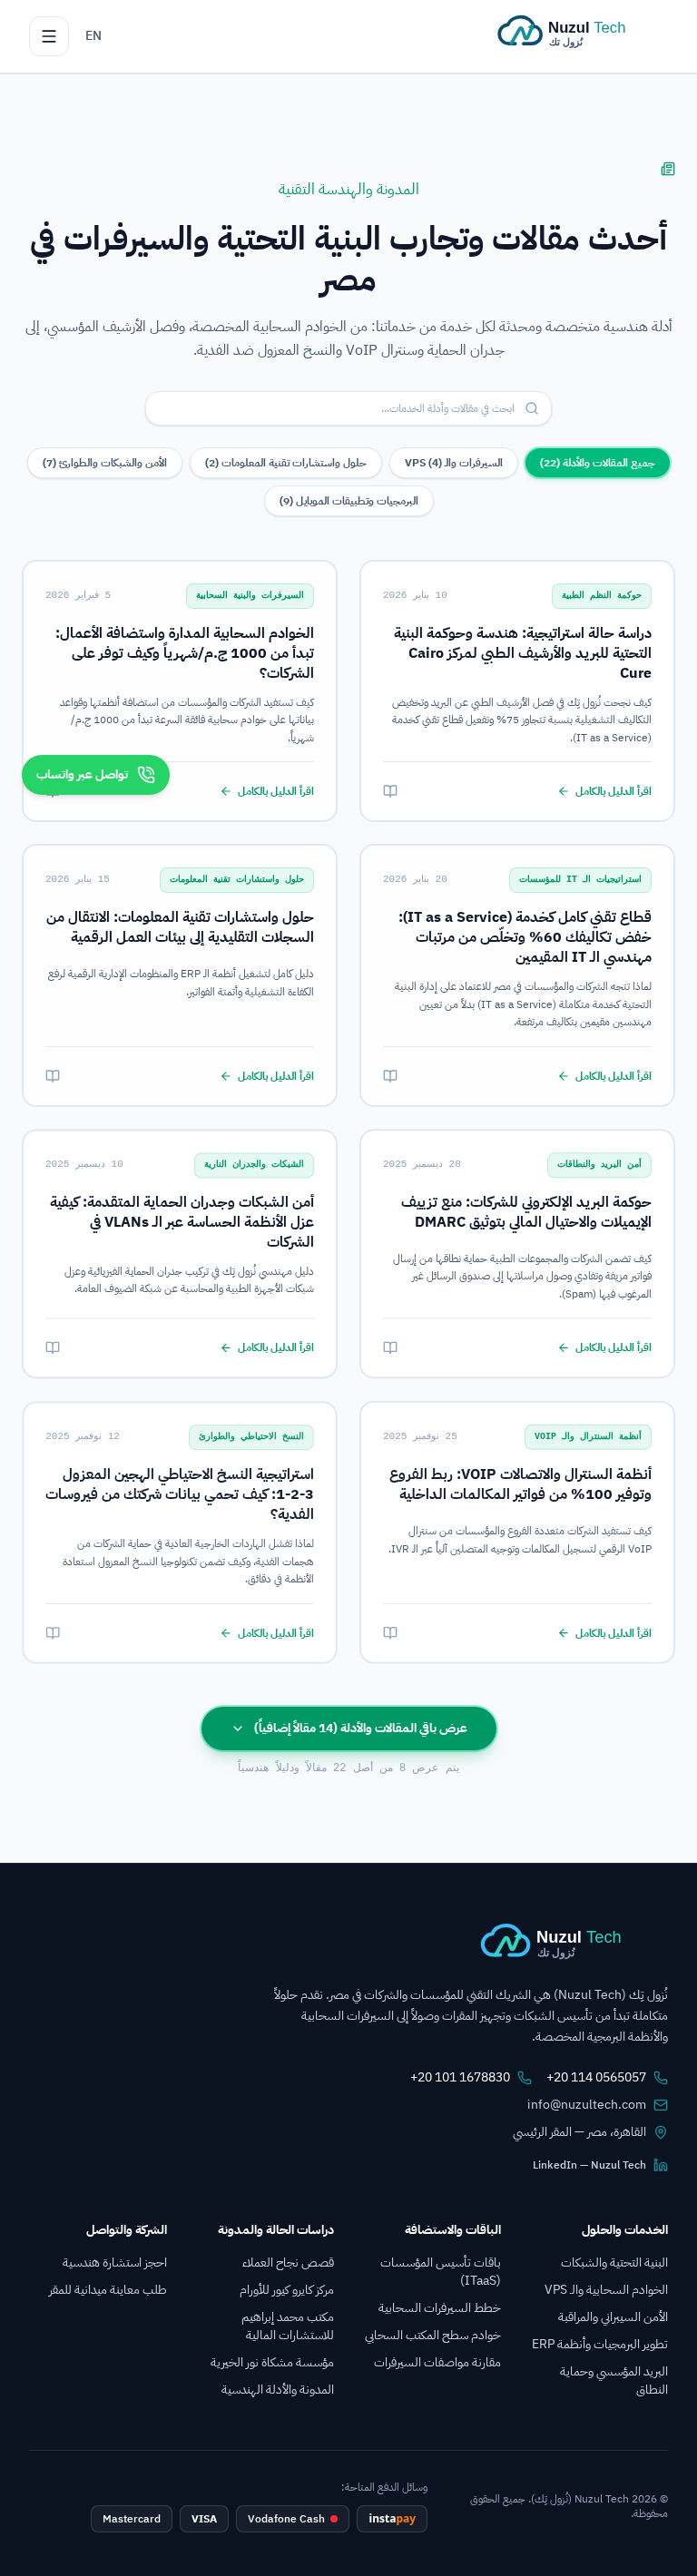 Nuzul Tech
نُزول تك
EN
المدونة والهندسة التقنية
أحدث مقالات وتجارب البنية التحتية والسيرفرات في
مصر
أدلة هندسية متخصصة ومحدثة لكل خدمة من خدماتنا: من الخوادم السحابية المخصصة، وفصل الأرشيف المؤسسي، إلى
جدران الحماية وسنترال VoIP والنسخ المعزول ضد الفدية.
ابحث في مقالات وأدلة الخدمات...
جميع المقالات والأدلة (22)
السيرفرات والـ VPS (4)
حلول واستشارات تقنية المعلومات (2)
الأمن والشبكات والطوارئ (7)
البرمجيات وتطبيقات الموبايل (9)
حوكمة النظم الطبية
10 يناير 2026
دراسة حالة استراتيجية: هندسة وحوكمة البنية
التحتية للبريد والأرشيف الطبي لمركز Cairo
Cure
كيف نجحت نُزول تِك في فصل الأرشيف الطبي عن البريد وتخفيض
التكاليف التشغيلية بنسبة تتجاوز 75% وتفعيل قطاع تقني كخدمة
(IT as a Service).
اقرأ الدليل بالكامل
السيرفرات والبنية السحابية
5 فبراير 2026
الخوادم السحابية المدارة واستضافة الأعمال:
تبدأ من 1000 ج.م/شهرياً وكيف توفر على
الشركات؟
كيف تستفيد الشركات والمؤسسات من استضافة أنظمتها وقواعد
بياناتها على خوادم سحابية فائقة السرعة تبدأ من 1000 ج.م/
شهرياً.
اقرأ الدليل بالكامل
تواصل عبر واتساب
استراتيجيات الـ IT للمؤسسات
20 يناير 2026
قطاع تقني كامل كخدمة (IT as a Service):
خفض تكاليفك 60% وتخلّص من مرتبات
مهندسي الـ IT المقيمين
لماذا تتجه الشركات والمؤسسات في مصر للاعتماد على إدارة البنية
التحتية كخدمة متكاملة (IT as a Service) بدلاً من تعيين
مهندسين مقيمين بتكاليف مرتفعة.
اقرأ الدليل بالكامل
حلول واستشارات تقنية المعلومات
15 يناير 2026
حلول واستشارات تقنية المعلومات: الانتقال من
السجلات التقليدية إلى بيئات العمل الرقمية
دليل كامل لتشغيل أنظمة الـ ERP والمنظومات الإدارية الرقمية لرفع
الكفاءة التشغيلية وأتمتة الفواتير.
اقرأ الدليل بالكامل
أمن البريد والنطاقات
28 ديسمبر 2025
حوكمة البريد الإلكتروني للشركات: منع تزييف
الإيميلات والاحتيال المالي بتوثيق DMARC
كيف تضمن الشركات والمجموعات الطبية حماية نطاقها من إرسال
فواتير مزيفة وتفادي وصول مراسلاتها إلى صندوق الرسائل غير
المرغوب فيها (Spam).
اقرأ الدليل بالكامل
الشبكات والجدران النارية
10 ديسمبر 2025
أمن الشبكات وجدران الحماية المتقدمة: كيفية
عزل الأنظمة الحساسة عبر الـ VLANs في
الشركات
دليل مهندسي نُزول تِك في تركيب جدران الحماية الفيزيائية وعزل
شبكات الأجهزة الطبية والمحاسبة عن شبكة الضيوف العامة.
اقرأ الدليل بالكامل
أنظمة السنترال والـ VOIP
25 نوفمبر 2025
أنظمة السنترال والاتصالات VOIP: ربط الفروع
وتوفير 100% من فواتير المكالمات الداخلية
كيف تستفيد الشركات متعددة الفروع والمؤسسات من سنترال
VoIP الرقمي لتسجيل المكالمات وتوجيه المتصلين آلياً عبر الـ IVR.
اقرأ الدليل بالكامل
النسخ الاحتياطي والطوارئ
12 نوفمبر 2025
استراتيجية النسخ الاحتياطي الهجين المعزول
3-2-1: كيف تحمي بيانات شركتك من فيروسات
الفدية؟
لماذا تفشل الهاردات الخارجية العادية في حماية الشركات من
هجمات الفدية، وكيف تضمن تكنولوجيا النسخ المعزول استعادة
الأنظمة في دقائق.
اقرأ الدليل بالكامل
عرض باقي المقالات والأدلة (14 مقالاً إضافياً)
يتم عرض 8 من أصل 22 مقالاً ودليلاً هندسياً
Nuzul Tech
نُزول تك
نُزول تِك (Nuzul Tech) هي الشريك التقني للمؤسسات والشركات في مصر. نقدم حلولاً
متكاملة تبدأ من تأسيس الشبكات وتجهيز المقرات وصولاً إلى السيرفرات السحابية
والأنظمة البرمجية المخصصة.
+20 114 0565057
+20 101 1678830
info@nuzultech.com
القاهرة، مصر — المقر الرئيسي
LinkedIn — Nuzul Tech
الخدمات والحلول
البنية التحتية والشبكات
الخوادم السحابية والـ VPS
الأمن السيبراني والمراقبة
تطوير البرمجيات وأنظمة ERP
البريد المؤسسي وحماية
النطاق
الباقات والاستضافة
باقات تأسيس المؤسسات
(ITaaS)
خطط السيرفرات السحابية
خوادم سطح المكتب السحابي
مقارنة مواصفات السيرفرات
دراسات الحالة والمدونة
قصص نجاح العملاء
مركز كايرو كيور للأورام
مكتب محمد إبراهيم
للاستشارات المالية
مؤسسة مشكاة نور الخيرية
المدونة والأدلة الهندسية
الشركة والتواصل
احجز استشارة هندسية
طلب معاينة ميدانية للمقر
© 2026 Nuzul Tech (نُزول تِك). جميع الحقوق
محفوظة.
وسائل الدفع المتاحة:
instapay
Vodafone Cash
VISA
Mastercard